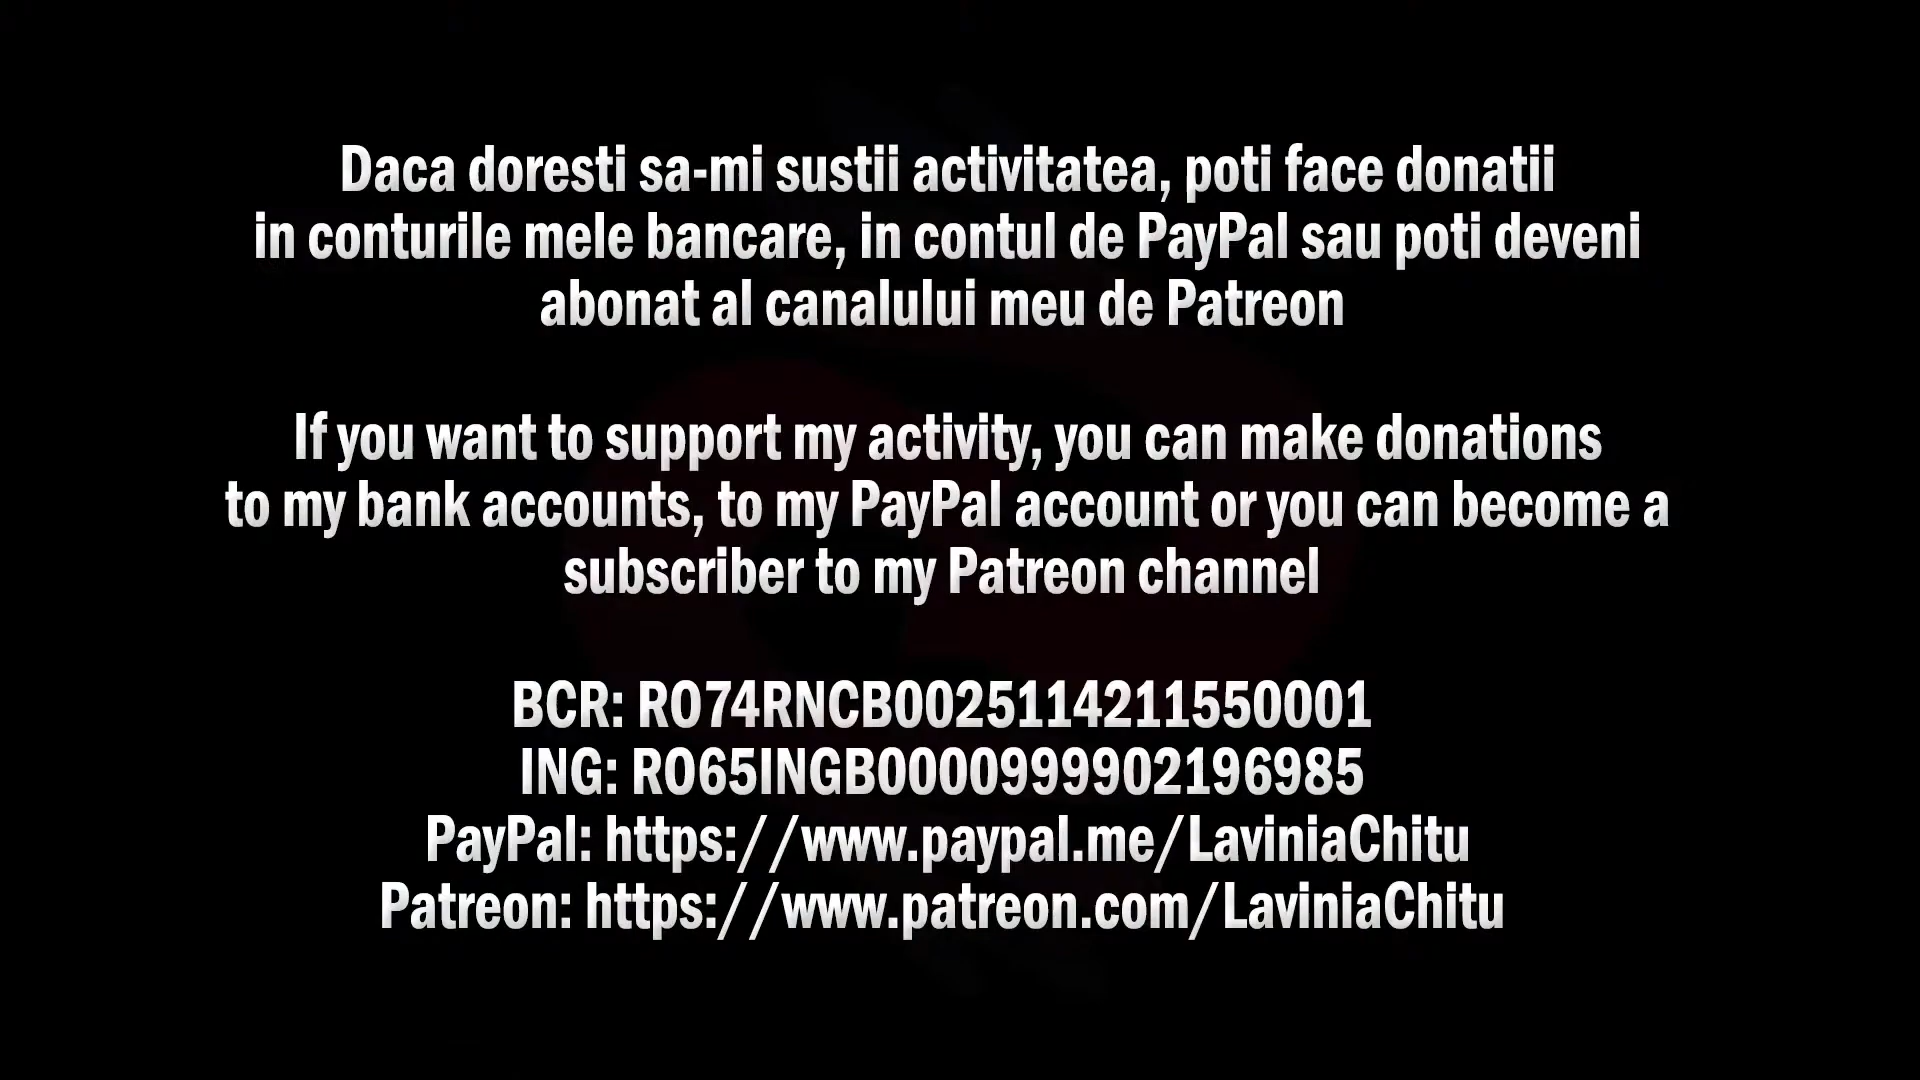 Daca doresti sa-mi sustii activitatea, poti face donatii
in conturile mele bancare, in contul de PayPal sau poti deveni
abonat al canalului meu de Patreon
If you want to support my activity, you can make donations
to my bank accounts, to my PayPal account or you can become a
subscriber to my Patreon channel
BCR: RO74RNCB0025114211550001
ING: RO65INGB0000999902196985
PayPal: https://www.paypal.me/LaviniaChitu
Patreon: https://www.patreon.com/LaviniaChitu